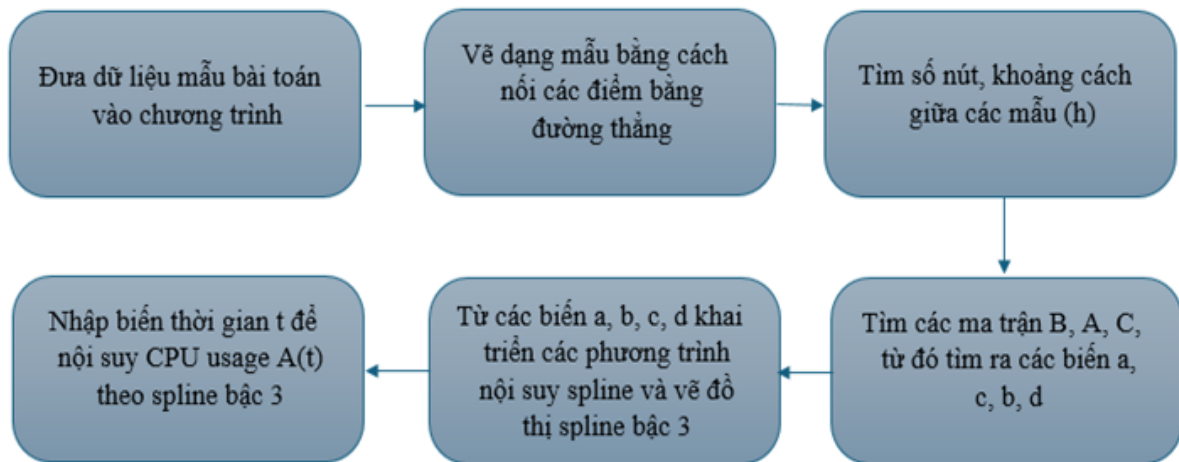 Đưa dữ liệu mẫu bài toán
vào chương trình
Vẽ dạng mẫu bằng cách
nối các điểm bằng
đường thẳng
Tìm số nút, khoảng cách
giữa các mẫu (h)
Tìm các ma trận B, A, C,
từ đó tìm ra các biến a,
c, b, d
Từ các biến a, b, c, d khai
triển các phương trình
nội suy spline và vẽ đồ
thị spline bậc 3
Nhập biến thời gian t để
nội suy CPU usage A(t)
theo spline bậc 3